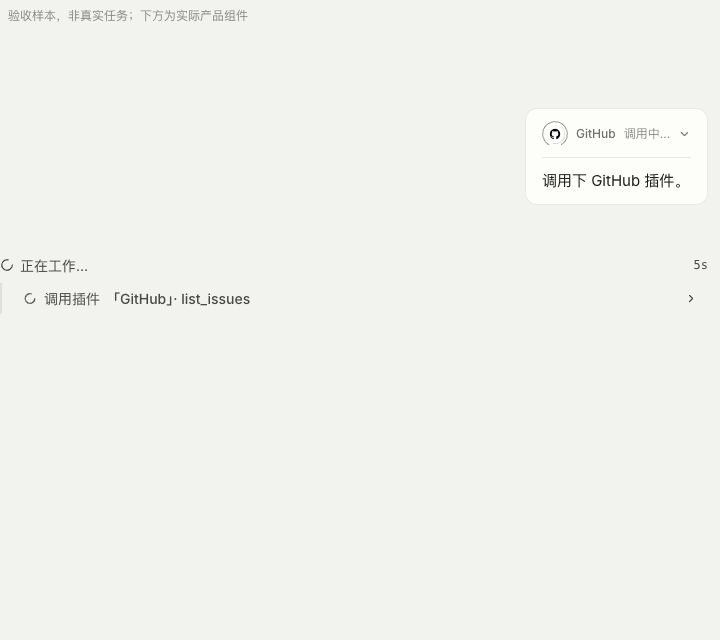 验收样本，非真实任务；下方为实际产品组件
GitHub 调用中...
调用下 GitHub 插件。
正在工作... 5s
调用插件 「GitHub」· list_issues